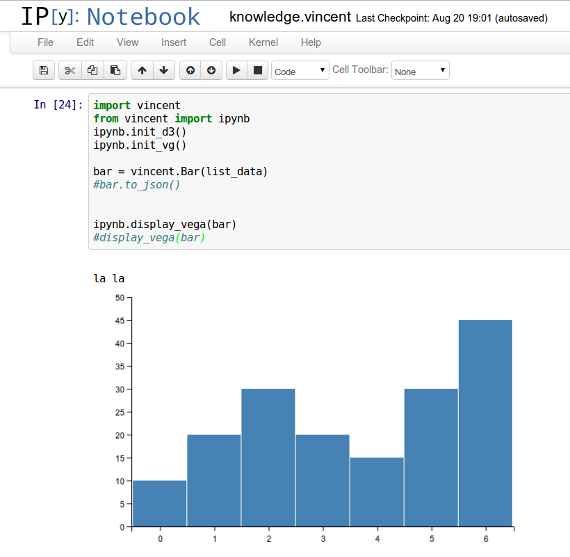 IP[y]: Notebook knowledge.vincent Last Checkpoint: Aug 20 19:01 (autosaved)
File Edit View Insert Cell Kernel Help
Code Cell Toolbar: None
In [24]: import vincent
from vincent import ipynb
ipynb.init_d3()
ipynb.init_vg()
bar = vincent.Bar(list_data)
#bar.to_json()
ipynb.display_vega(bar)
#display_vega(bar)
la la
50
45
40
35
30
25
20
15
10
5
0
0 1 2 3 4 5 6